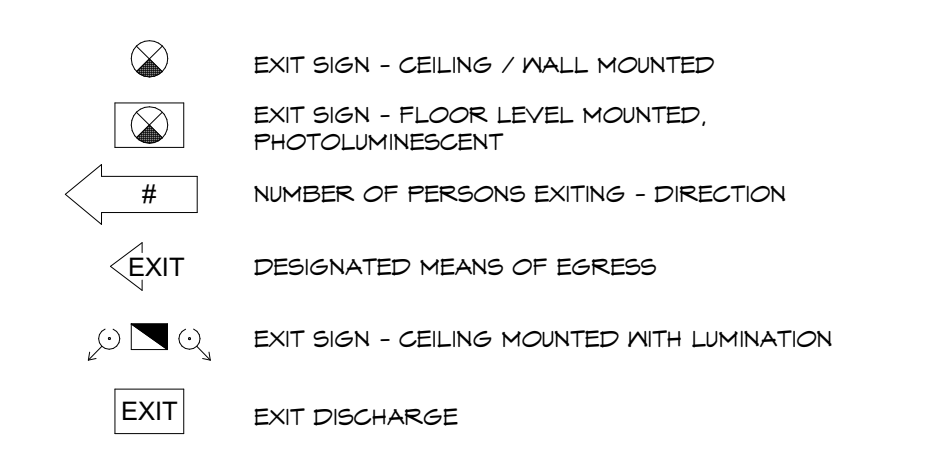 EXIT SIGN - CEILING / WALL MOUNTED
EXIT SIGN - FLOOR LEVEL MOUNTED,
PHOTOLUMINESCENT
# NUMBER OF PERSONS EXITING - DIRECTION
EXIT DESIGNATED MEANS OF EGRESS
EXIT SIGN - CEILING MOUNTED WITH LUMINATION
EXIT EXIT DISCHARGE